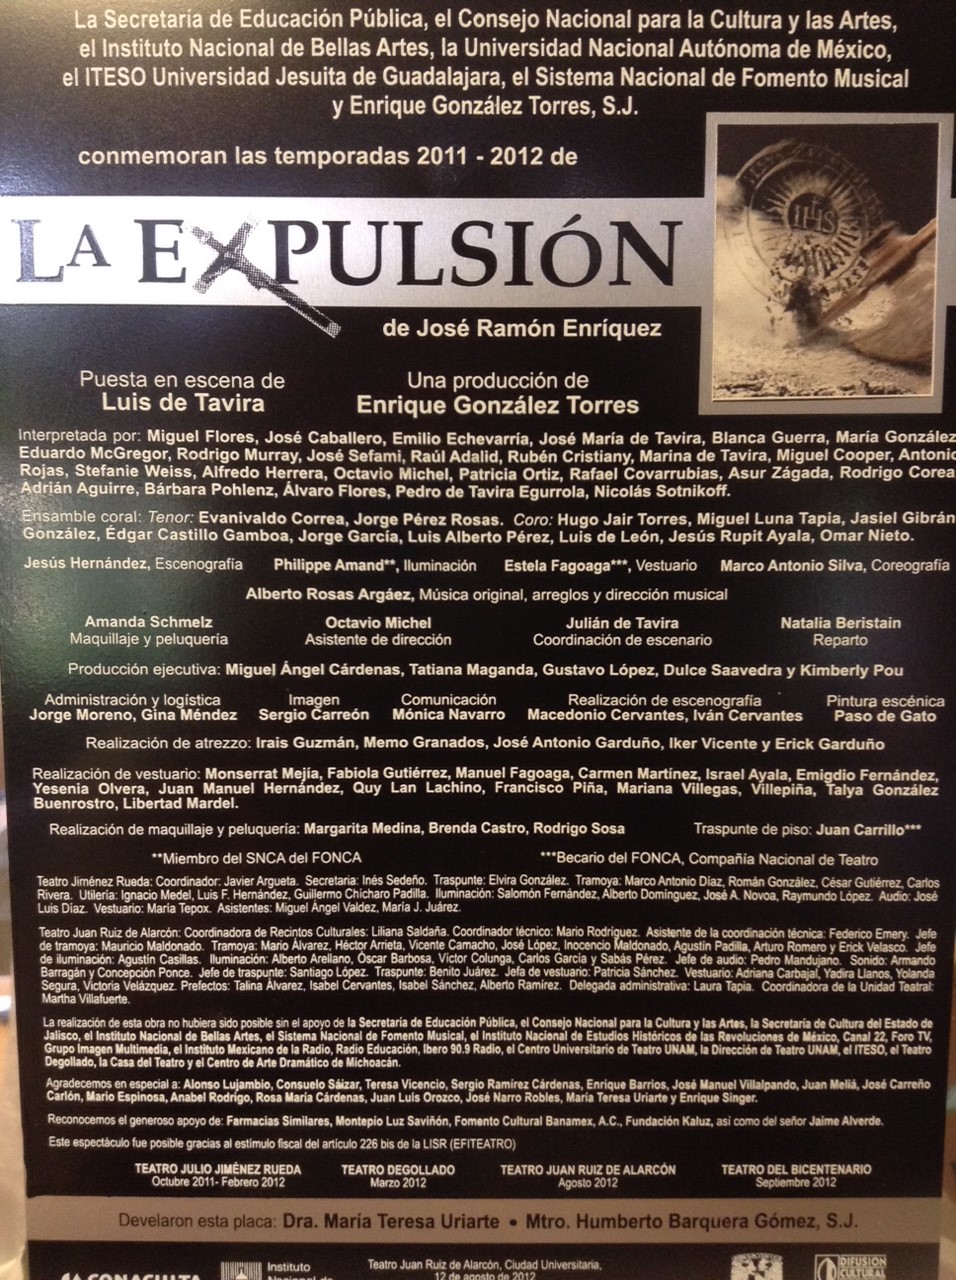 La Secretaría de Educación Pública, el Consejo Nacional para la Cultura y las Artes,
el Instituto Nacional de Bellas Artes, la Universidad Nacional Autónoma de México,
el ITESO Universidad Jesuita de Guadalajara, el Sistema Nacional de Fomento Musical
y Enrique González Torres, S.J.
conmemoran las temporadas 2011 - 2012 de
LA EXPULSIÓN
IHS
de José Ramón Enríquez
Puesta en escena de
Luis de Tavira
Una producción de
Enrique González Torres
Interpretada por: Miguel Flores, José Caballero, Emilio Echevarría, José María de Tavira, Blanca Guerra, María González
Eduardo McGregor, Rodrigo Murray, José Sefami, Raúl Adalid, Rubén Cristiany, Marina de Tavira, Miguel Cooper, Antonio
Rojas, Stefanie Weiss, Alfredo Herrera, Octavio Michel, Patricia Ortiz, Rafael Covarrubias, Asur Zágada, Rodrigo Corea
Adrián Aguirre, Bárbara Pohlenz, Álvaro Flores, Pedro de Tavira Egurrola, Nicolás Sotnikoff.
Ensamble coral: Tenor: Evanivaldo Correa, Jorge Pérez Rosas. Coro: Hugo Jair Torres, Miguel Luna Tapia, Jasiel Gibrán
González, Édgar Castillo Gamboa, Jorge García, Luis Alberto Pérez, Luis de León, Jesús Rupit Ayala, Omar Nieto.
Jesús Hernández, Escenografía Philippe Amand**, Iluminación Estela Fagoaga***, Vestuario Marco Antonio Silva, Coreografía
Alberto Rosas Argáez, Música original, arreglos y dirección musical
Amanda Schmelz
Maquillaje y peluquería
Octavio Michel
Asistente de dirección
Julián de Tavira
Coordinación de escenario
Natalia Beristain
Reparto
Producción ejecutiva: Miguel Ángel Cárdenas, Tatiana Maganda, Gustavo López, Dulce Saavedra y Kimberly Pou
Administración y logística
Jorge Moreno, Gina Méndez
Imagen
Sergio Carreón
Comunicación
Mónica Navarro
Realización de escenografía
Macedonio Cervantes, Iván Cervantes
Pintura escénica
Paso de Gato
Realización de atrezzo: Irais Guzmán, Memo Granados, José Antonio Garduño, Iker Vicente y Erick Garduño
Realización de vestuario: Monserrat Mejía, Fabiola Gutiérrez, Manuel Fagoaga, Carmen Martínez, Israel Ayala, Emigdio Fernández,
Yesenia Olvera, Juan Manuel Hernández, Quy Lan Lachino, Francisco Piña, Mariana Villegas, Villepiña, Talya González
Buenrostro, Libertad Mardel.
Realización de maquillaje y peluquería: Margarita Medina, Brenda Castro, Rodrigo Sosa Traspunte de piso: Juan Carrillo***
**Miembro del SNCA del FONCA ***Becario del FONCA, Compañía Nacional de Teatro
Teatro Jiménez Rueda: Coordinador: Javier Argueta. Secretaria: Inés Sedeño. Traspunte: Elvira González. Tramoya: Marco Antonio Díaz, Román González, César Gutiérrez, Carlos
Rivera. Utilería: Ignacio Medel, Luis F. Hernández, Guillermo Chícharo Padilla. Iluminación: Salomón Fernández, Alberto Domínguez, José A. Novoa, Raymundo López. Audio: José
Luis Díaz. Vestuario: María Tepox. Asistentes: Miguel Ángel Valdez, María J. Juárez.
Teatro Juan Ruiz de Alarcón: Coordinadora de Recintos Culturales: Liliana Saldaña. Coordinador técnico: Mario Rodríguez. Asistente de la coordinación técnica: Federico Emery. Jefe
de tramoya: Mauricio Maldonado. Tramoya: Mario Álvarez, Héctor Arrieta, Vicente Camacho, José López, Inocencio Maldonado, Agustín Padilla, Arturo Romero y Erick Velasco. Jefe
de iluminación: Agustín Casillas. Iluminación: Alberto Arellano, Óscar Barbosa, Víctor Colunga, Carlos García y Sabás Pérez. Jefe de audio: Pedro Mandujano. Sonido: Armando
Barragán y Concepción Ponce. Jefe de traspunte: Santiago López. Traspunte: Benito Juárez. Jefa de vestuario: Patricia Sánchez. Vestuario: Adriana Carbajal, Yadira Llanos, Yolanda
Segura, Victoria Velázquez. Prefectos: Talina Álvarez, Isabel Cervantes, Isabel Sánchez, Alberto Ramírez. Delegada administrativa: Laura Tapia. Coordinadora de la Unidad Teatral:
Martha Villafuerte.
La realización de esta obra no hubiera sido posible sin el apoyo de la Secretaría de Educación Pública, el Consejo Nacional para la Cultura y las Artes, la Secretaría de Cultura del Estado de
Jalisco, el Instituto Nacional de Bellas Artes, el Sistema Nacional de Fomento Musical, el Instituto Nacional de Estudios Históricos de las Revoluciones de México, Canal 22, Foro TV,
Grupo Imagen Multimedia, el Instituto Mexicano de la Radio, Radio Educación, Ibero 90.9 Radio, el Centro Universitario de Teatro UNAM, la Dirección de Teatro UNAM, el ITESO, el Teatro
Degollado, la Casa del Teatro y el Centro de Arte Dramático de Michoacán.
Agradecemos en especial a: Alonso Lujambio, Consuelo Sáizar, Teresa Vicencio, Sergio Ramírez Cárdenas, Enrique Barrios, José Manuel Villalpando, Juan Meliá, José Carreño
Carlón, Mario Espinosa, Anabel Rodrigo, Rosa María Cárdenas, Juan Luis Orozco, José Narro Robles, María Teresa Uriarte y Enrique Singer.
Reconocemos el generoso apoyo de: Farmacias Similares, Montepío Luz Saviñón, Fomento Cultural Banamex, A.C., Fundación Kaluz, así como del señor Jaime Alverde.
Este espectáculo fue posible gracias al estímulo fiscal del artículo 226 bis de la LISR (EFITEATRO)
TEATRO JULIO JIMÉNEZ RUEDA
Octubre 2011- Febrero 2012
TEATRO DEGOLLADO
Marzo 2012
TEATRO JUAN RUIZ DE ALARCÓN
Agosto 2012
TEATRO DEL BICENTENARIO
Septiembre 2012
Develaron esta placa: Dra. María Teresa Uriarte • Mtro. Humberto Barquera Gómez, S.J.
CONACULTA
Instituto
Nacional de
Teatro Juan Ruiz de Alarcón, Ciudad Universitaria,
12 de agosto de 2012
DIFUSIÓN
CULTURAL